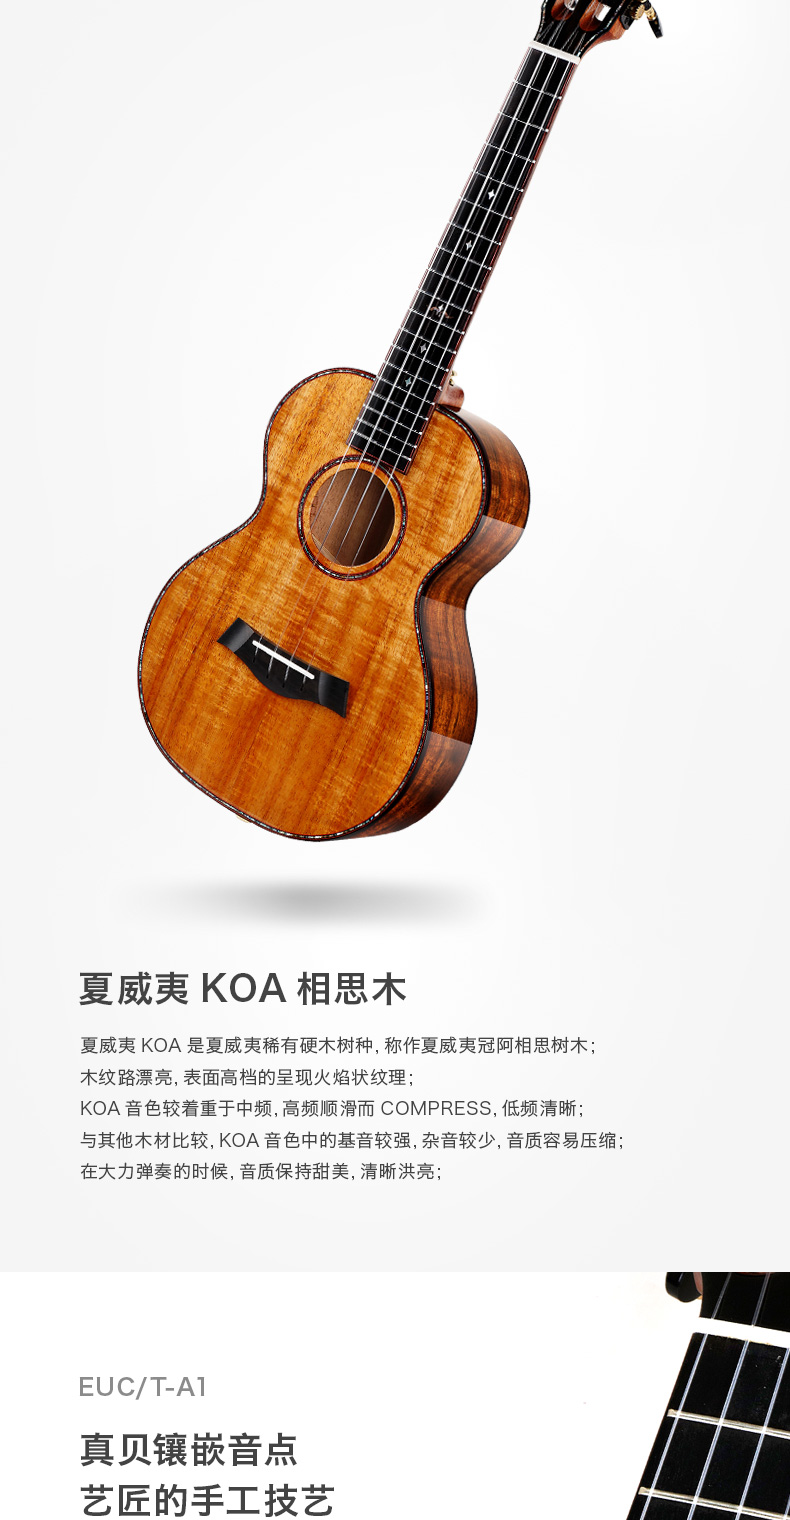 夏威夷 KOA 相思木
夏威夷 KOA 是夏威夷稀有硬木树种, 称作夏威夷冠阿相思树木;
木纹路漂亮, 表面高档的呈现火焰状纹理;
KOA 音色较着重于中频, 高频顺滑而 COMPRESS, 低频清晰;
与其他木材比较, KOA 音色中的基音较强, 杂音较少, 音质容易压缩;
在大力弹奏的时候, 音质保持甜美, 清晰洪亮;
EUC/T-A1
真贝镶嵌音点
艺匠的手工技艺